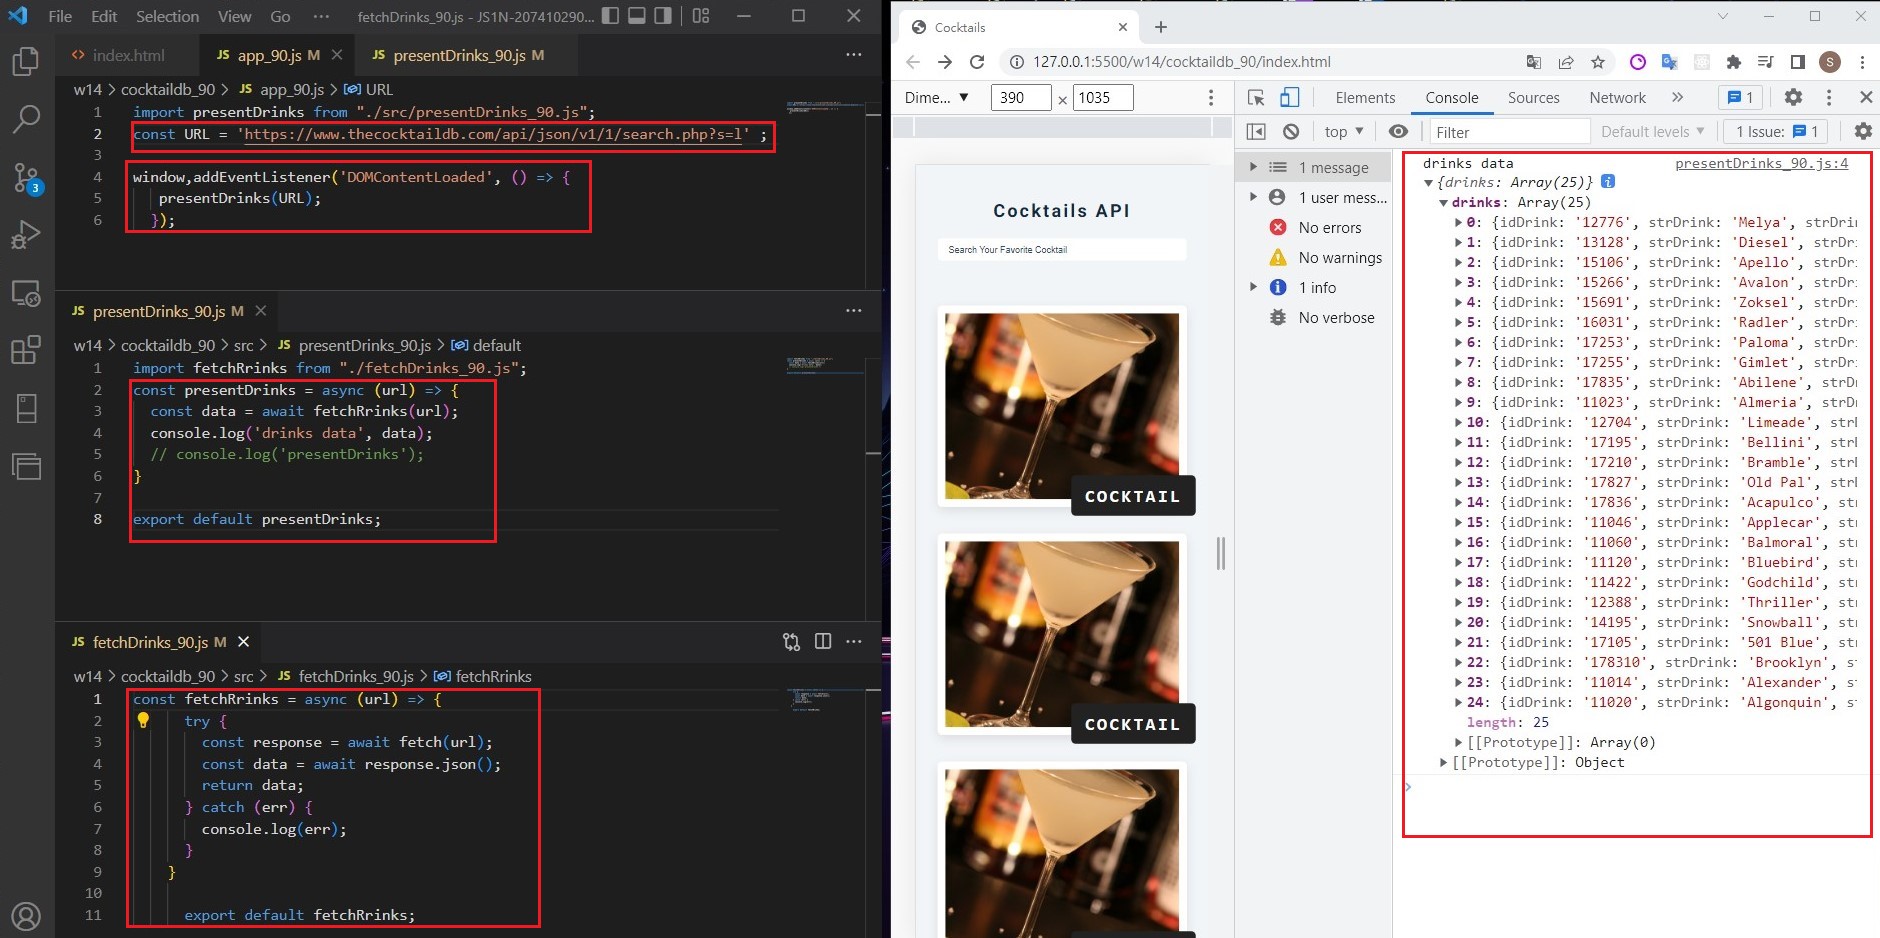 File Edit Selection View Go ··· fetchDrinks_90.js - JS1N-207410290...
index.html JS app_90.js M JS presentDrinks_90.js M
w14 > cocktaildb_90 > JS app_90.js > URL
1 import presentDrinks from "./src/presentDrinks_90.js";
2 const URL = 'https://www.thecocktaildb.com/api/json/v1/1/search.php?s=l' ;
3
4 window,addEventListener('DOMContentLoaded', () => {
5 presentDrinks(URL);
6 });
JS presentDrinks_90.js M
w14 > cocktaildb_90 > src > JS presentDrinks_90.js > default
1 import fetchRrinks from "./fetchDrinks_90.js";
2 const presentDrinks = async (url) => {
3 const data = await fetchRrinks(url);
4 console.log('drinks data', data);
5 // console.log('presentDrinks');
6 }
7
8 export default presentDrinks;
JS fetchDrinks_90.js M
w14 > cocktaildb_90 > src > JS fetchDrinks_90.js > fetchRrinks
1 const fetchRrinks = async (url) => {
2 try {
3 const response = await fetch(url);
4 const data = await response.json();
5 return data;
6 } catch (err) {
7 console.log(err);
8 }
9 }
10
11 export default fetchRrinks;
3
Cocktails
127.0.0.1:5500/w14/cocktaildb_90/index.html
S
Dime... 390 × 1035
Cocktails API
Search Your Favorite Cocktail
COCKTAIL
COCKTAIL
Elements Console Sources Network » 1
top Filter Default levels 1 Issue: 1
1 message
1 user mess...
No errors
No warnings
1 info
No verbose
drinks data presentDrinks_90.js:4
{drinks: Array(25)} i
drinks: Array(25)
0: {idDrink: '12776', strDrink: 'Melya', strDrin
1: {idDrink: '13128', strDrink: 'Diesel', strDr
2: {idDrink: '15106', strDrink: 'Apello', strDr
3: {idDrink: '15266', strDrink: 'Avalon', strDr
4: {idDrink: '15691', strDrink: 'Zoksel', strDr
5: {idDrink: '16031', strDrink: 'Radler', strDr
6: {idDrink: '17253', strDrink: 'Paloma', strDr
7: {idDrink: '17255', strDrink: 'Gimlet', strDr
8: {idDrink: '17835', strDrink: 'Abilene', strD
9: {idDrink: '11023', strDrink: 'Almeria', strD
10: {idDrink: '12704', strDrink: 'Limeade', str
11: {idDrink: '17195', strDrink: 'Bellini', str
12: {idDrink: '17210', strDrink: 'Bramble', str
13: {idDrink: '17827', strDrink: 'Old Pal', str
14: {idDrink: '17836', strDrink: 'Acapulco', st
15: {idDrink: '11046', strDrink: 'Applecar', st
16: {idDrink: '11060', strDrink: 'Balmoral', st
17: {idDrink: '11120', strDrink: 'Bluebird', st
18: {idDrink: '11422', strDrink: 'Godchild', st
19: {idDrink: '12388', strDrink: 'Thriller', st
20: {idDrink: '14195', strDrink: 'Snowball', st
21: {idDrink: '17105', strDrink: '501 Blue', st
22: {idDrink: '178310', strDrink: 'Brooklyn', s
23: {idDrink: '11014', strDrink: 'Alexander', s
24: {idDrink: '11020', strDrink: 'Algonquin', s
length: 25
[[Prototype]]: Array(0)
[[Prototype]]: Object